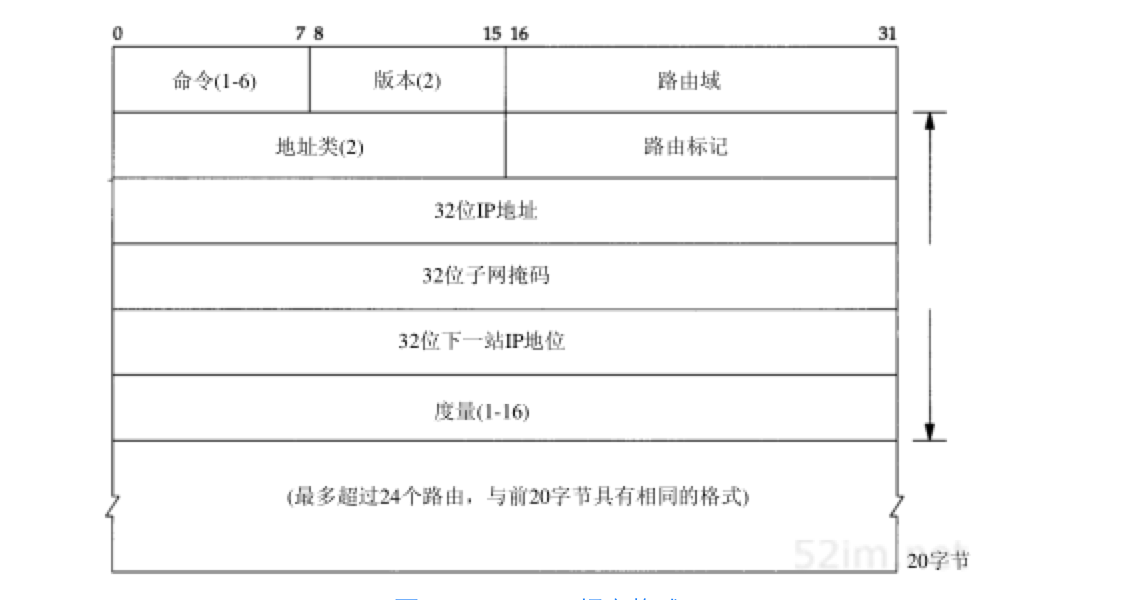 0 7 8 15 16 31
命令(1-6) 版本(2) 路由域
地址类(2) 路由标记
32位IP地址
32位子网掩码
32位下一站IP地位
度量(1-16)
(最多超过24个路由，与前20字节具有相同的格式)
52im.net
20字节